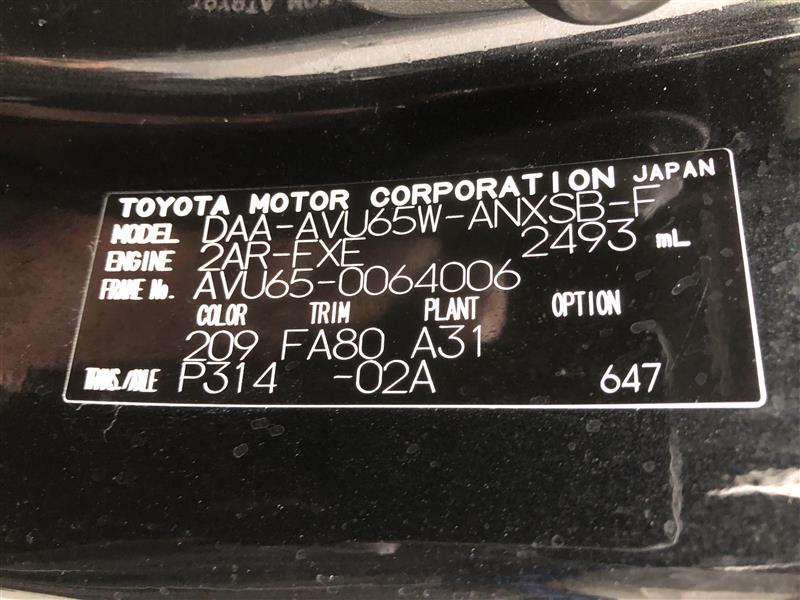 TOYOTA MOTOR CORPORATION JAPAN
MODEL DAA-AVU65W-ANXSB-F
ENGINE 2AR-FXE 2493 mL
FRAME No. AVU65-0064006
COLOR TRIM PLANT OPTION
209 FA80 A31
TRANS./AXLE P314 -02A 647